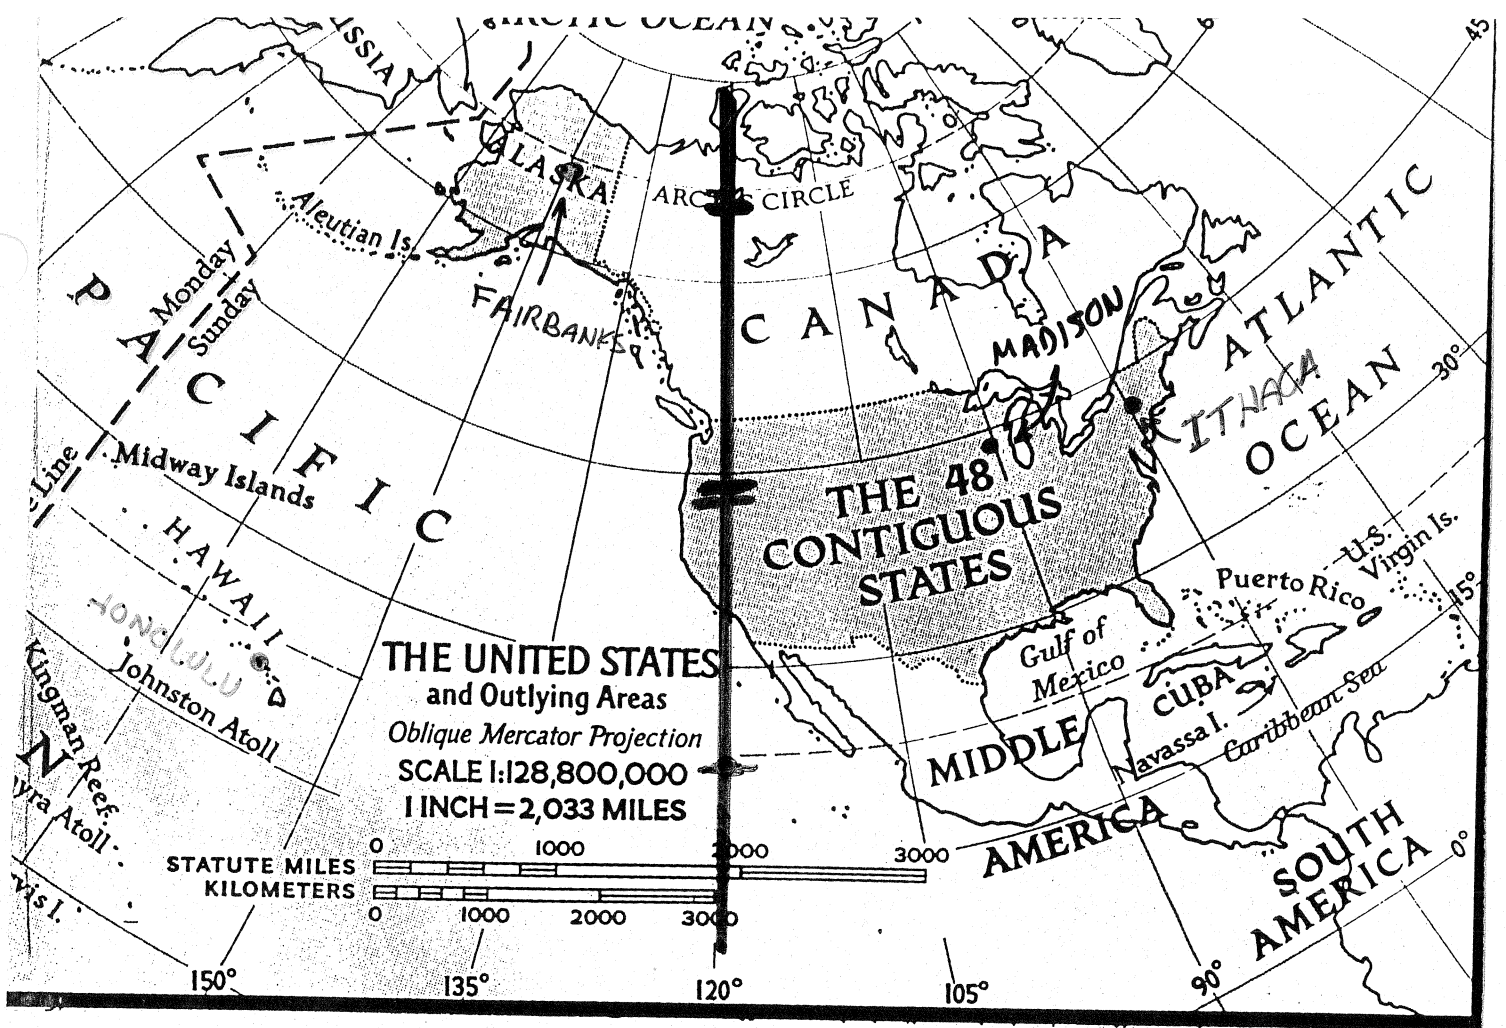 ARCTIC OCEAN
45
ALASKA
ARCTIC CIRCLE
Aleutian Is.
CANADA
ATLANTIC
OCEAN
Monday
Sunday
FAIRBANKS
MADISON
ITHACA
30°
PACIFIC
Line
Midway Islands
HAWAII
HONOLULU
THE 48
CONTIGUOUS
STATES
U.S.
Virgin Is.
Puerto Rico
15°
Gulf of
Mexico
CUBA
Navassa I.
Caribbean Sea
THE UNITED STATES
and Outlying Areas
Oblique Mercator Projection
SCALE 1:128,800,000
1 INCH=2,033 MILES
Johnston Atoll
Kingman Reef
N
yra Atoll
vis I.
MIDDLE
AMERICA
SOUTH
AMERICA
0°
0 1000 2000 3000
STATUTE MILES
KILOMETERS
0 1000 2000 3000
150° 135° 120° 105° 90°